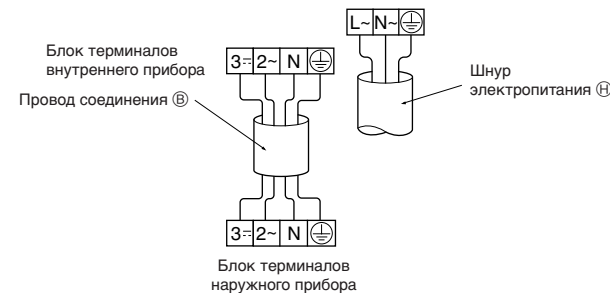 L~ N~ ⏚
Блок терминалов
внутреннего прибора
3⎓ 2~ N ⏚
Шнур
электропитания Ⓗ
Провод соединения Ⓑ
3⎓ 2~ N ⏚
Блок терминалов
наружного прибора